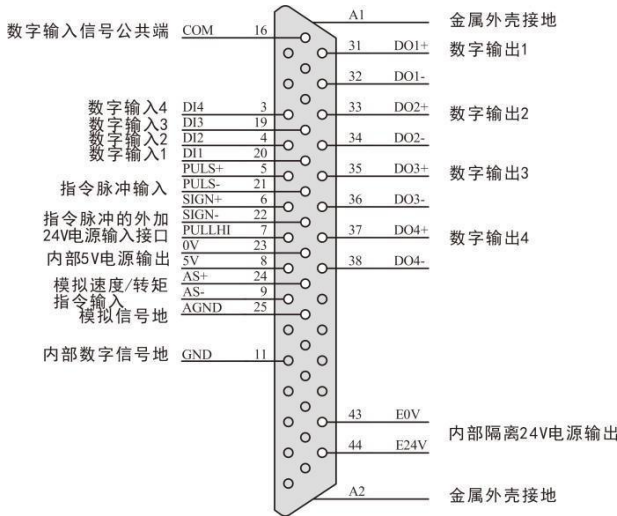 A1 金属外壳接地
数字输入信号公共端 COM 16
31 DO1+ 数字输出1
32 DO1-
数字输入4 DI4 3
33 DO2+ 数字输出2
数字输入3 DI3 19
数字输入2 DI2 4
34 DO2-
数字输入1 DI1 20
PULS+ 5
35 DO3+ 数字输出3
指令脉冲输入 PULS- 21
SIGN+ 6
36 DO3-
指令脉冲的外加 SIGN- 22
24V电源输入接口 PULLHI 7
37 DO4+ 数字输出4
0V 23
内部5V电源输出 5V 8
38 DO4-
模拟速度/转矩 AS+ 24
指令输入 AS- 9
模拟信号地 AGND 25
内部数字信号地 GND 11
43 E0V
内部隔离24V电源输出
44 E24V
A2 金属外壳接地